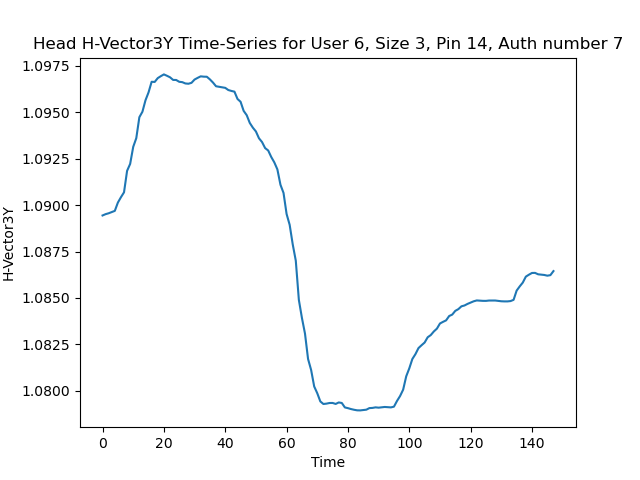 Head H-Vector3Y Time-Series for User 6, Size 3, Pin 14, Auth number 7
1.0975
1.0950
1.0925
1.0900
1.0875
1.0850
1.0825
1.0800
H-Vector3Y
0 20 40 60 80 100 120 140
Time